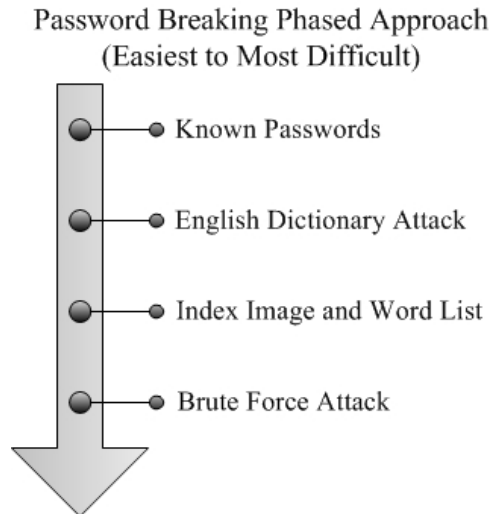 Password Breaking Phased Approach
(Easiest to Most Difficult)
Known Passwords
English Dictionary Attack
Index Image and Word List
Brute Force Attack